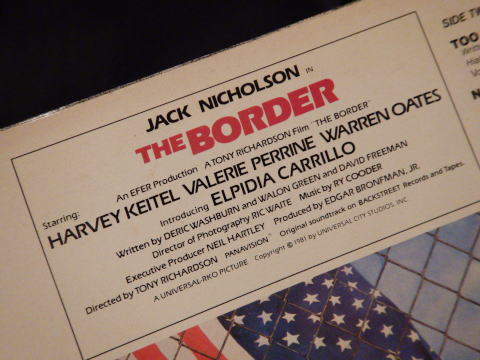 JACK NICHOLSON IN
THE BORDER
An EFER Production A TONY RICHARDSON Film "THE BORDER"
Starring:
HARVEY KEITEL VALERIE PERRINE WARREN OATES
Introducing ELPIDIA CARRILLO
Written by DERIC WASHBURN and WALON GREEN and DAVID FREEMAN
Director of Photography RIC WAITE Music by RY COODER
Executive Producer NEIL HARTLEY Produced by EDGAR BRONFMAN, JR.
Directed by TONY RICHARDSON PANAVISION® Original soundtrack on BACKSTREET Records and Tapes.
A UNIVERSAL-RKO PICTURE Copyright © 1981 by UNIVERSAL CITY STUDIOS, INC.
SIDE TW
TOO
Writte